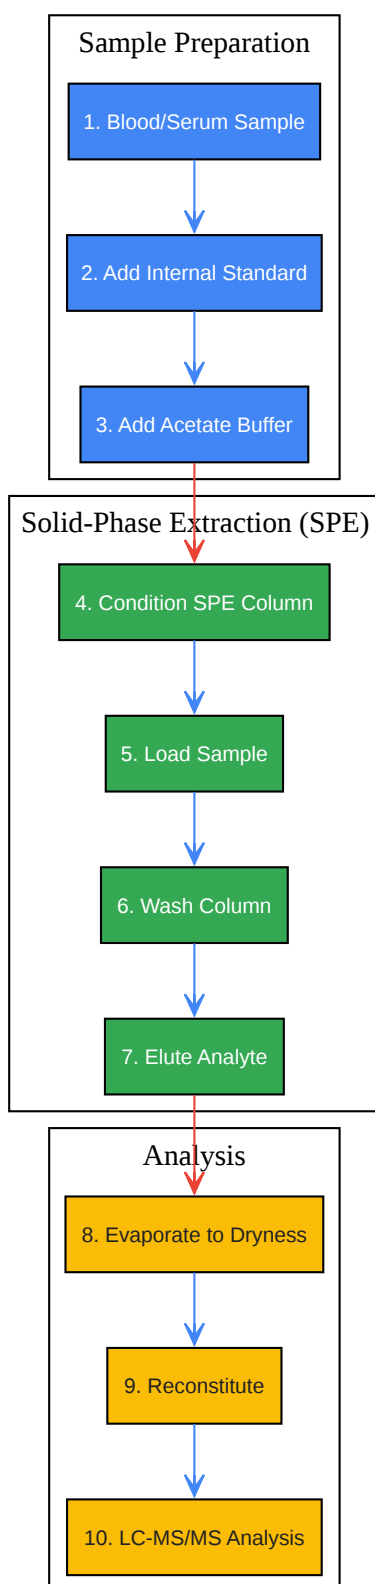 Sample Preparation
1. Blood/Serum Sample
2. Add Internal Standard
3. Add Acetate Buffer
Solid-Phase Extraction (SPE)
4. Condition SPE Column
5. Load Sample
6. Wash Column
7. Elute Analyte
Analysis
8. Evaporate to Dryness
9. Reconstitute
10. LC-MS/MS Analysis